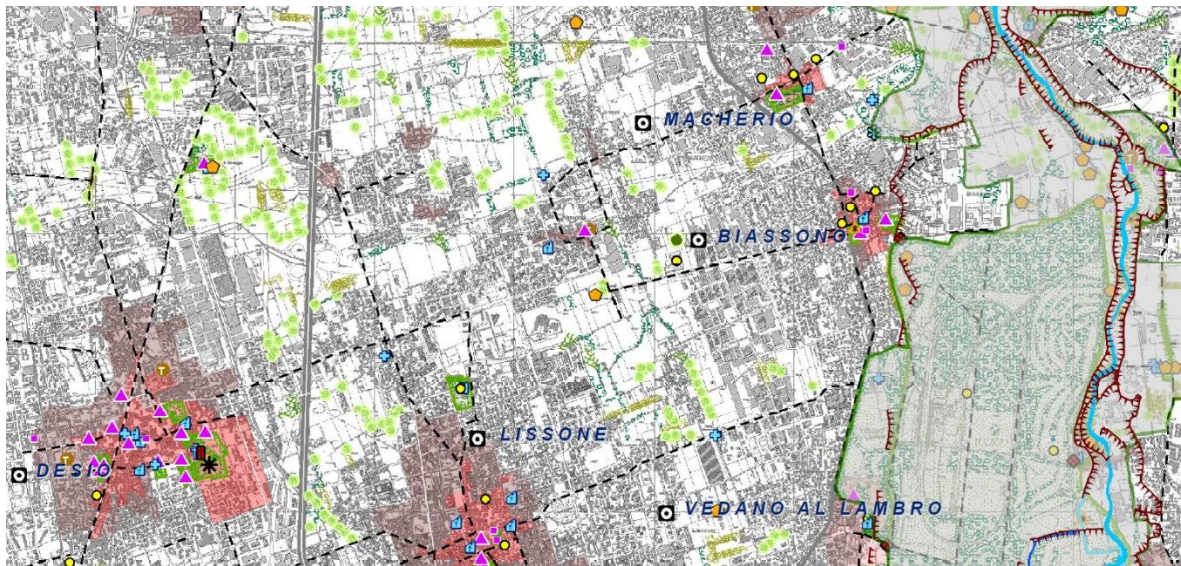 MACHERIO
BIASSONO
LISSONE
DESIO
VEDANO AL LAMBRO
T
T